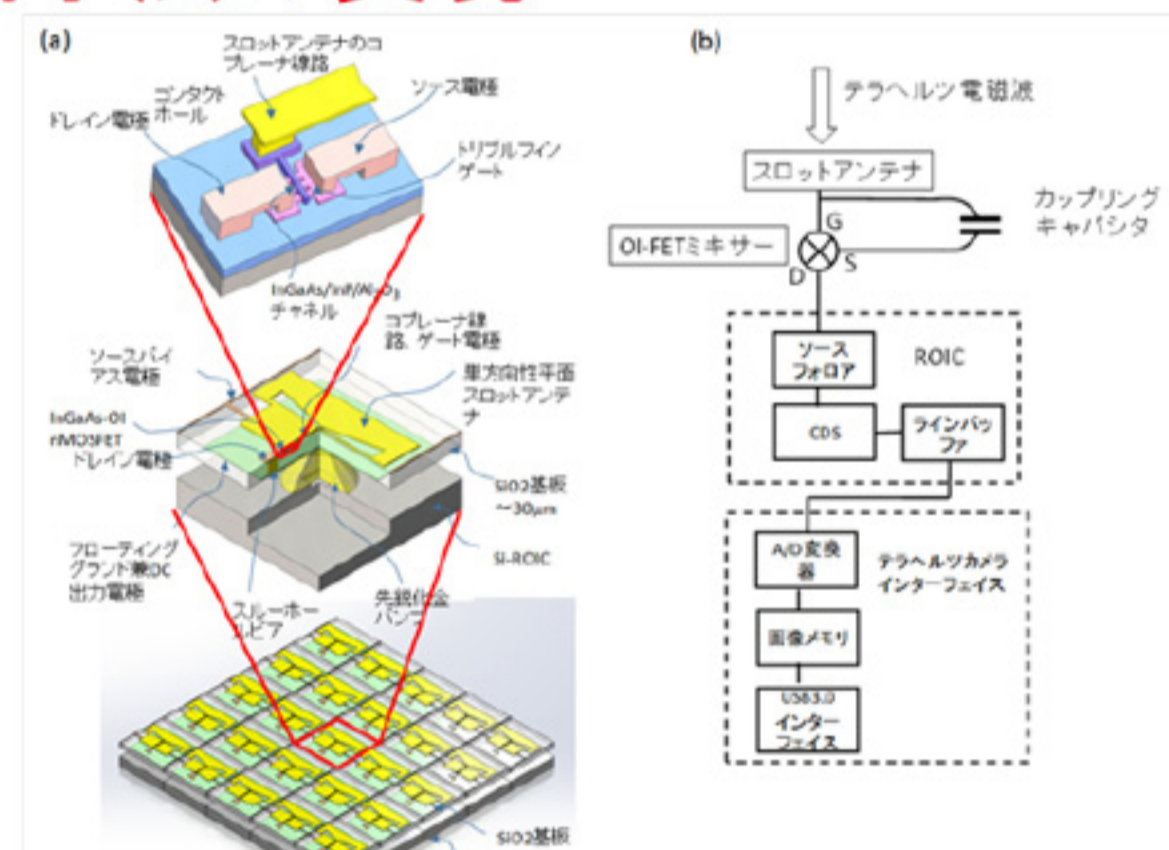 (a)
スロットアンテナのコ
プレーナ線路
ソース電極
コンタクト
ホール
ドレイン電極
トリプルフィン
ゲート
InGaAs/InP/Al₂O₃
チャネル
コプレーナ線
路、ゲート電極
ソースバイ
アス電極
単方向性平面
スロットアンテ
ナ
InGaAs-OI
nMOSFET
ドレイン電極
SiO2基板
～30μm
Si-ROIC
フローティング
グランド兼DC
出力電極
スルーホー
ルビア
先鋭化金
バンプ
SiO2基板
(b)
テラヘルツ電磁波
スロットアンテナ
カップリング
キャパシタ
G
OI-FETミキサー
D
S
ソース
フォロア
ROIC
CDS
ラインバッ
ファ
A/D変換
器
テラヘルツカメラ
インターフェイス
画像メモリ
USB3.0
インター
フェイス